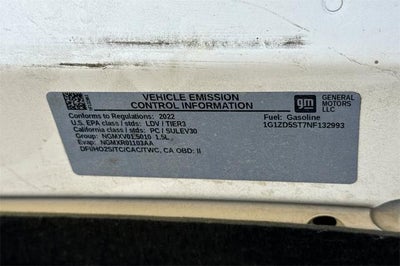 VEHICLE EMISSION
CONTROL INFORMATION
gm
GENERAL
MOTORS
LLC
Conforms to Regulations: 2022
Fuel: Gasoline
U.S. EPA class / stds: LDV / TIER3
1G1ZD5ST7NF132993
California class / stds: PC / SULEV30
Group: NGMXV01.5010 1.5L
Evap: NGMXR01103AA
DFI/HO2S/TC/CAC/TWC, CA OBD: II